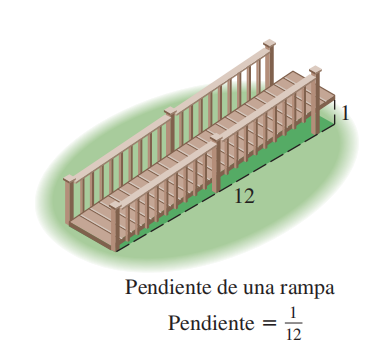 1
12
Pendiente de una rampa
Pendiente = 1/12